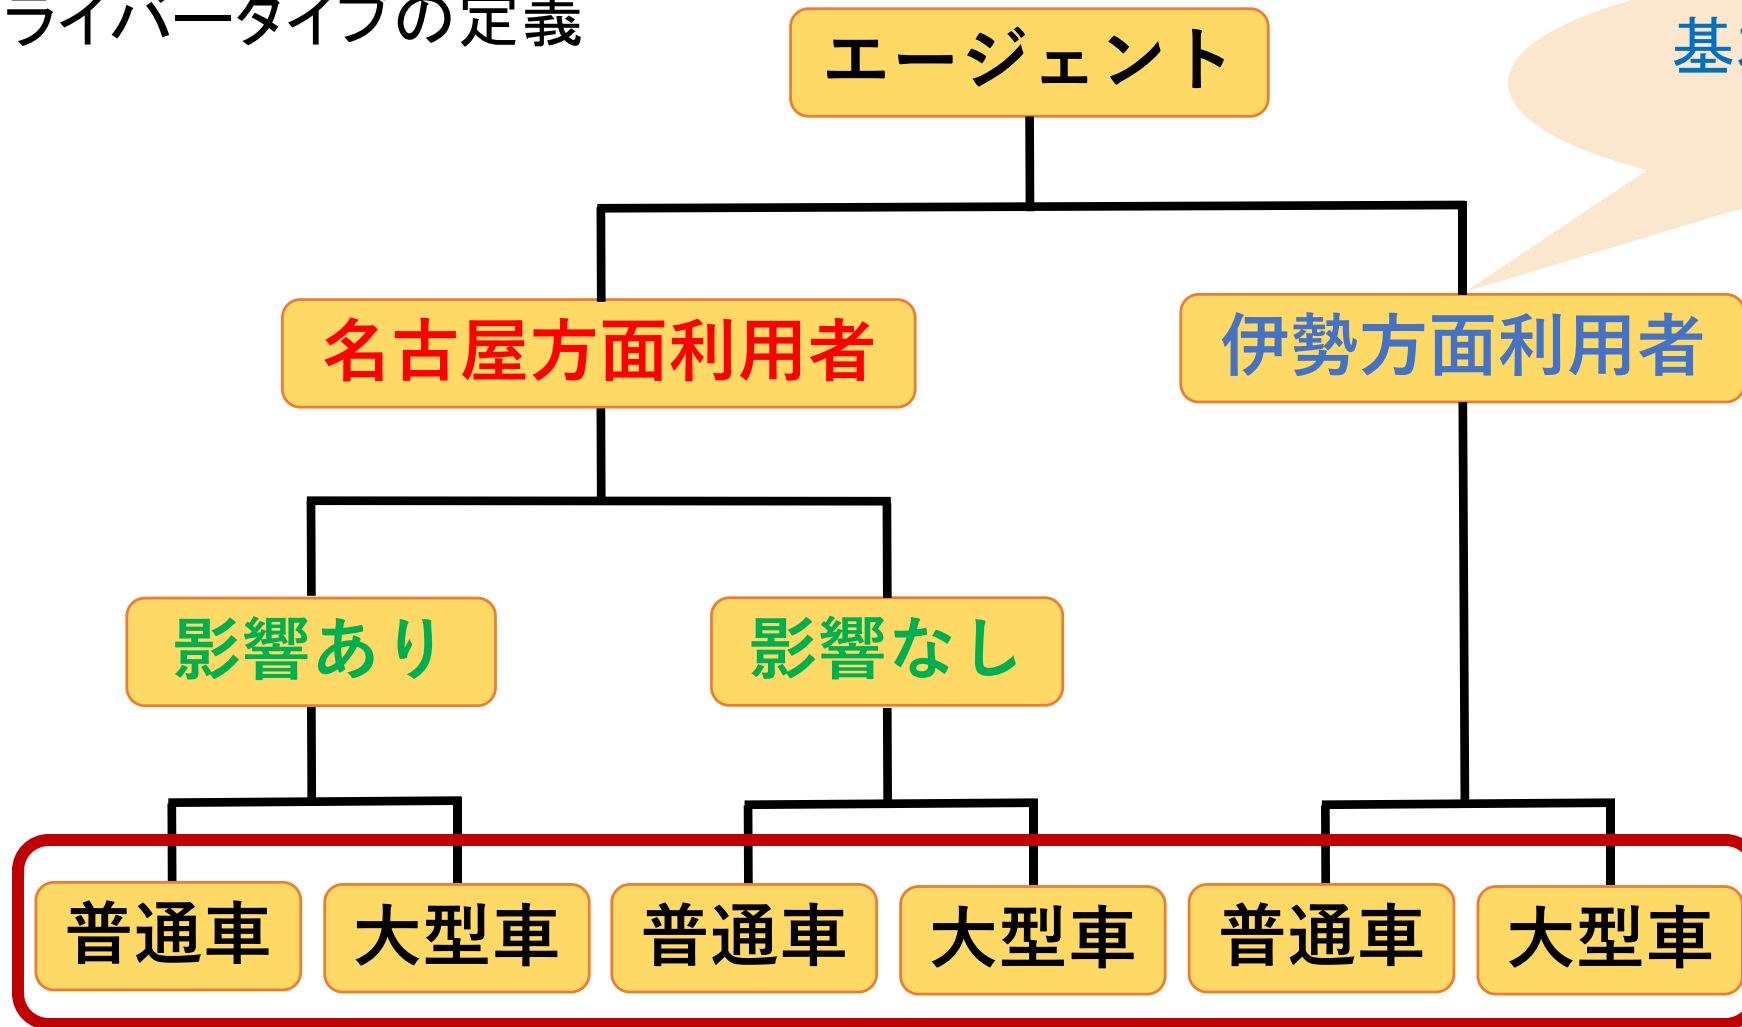 ライバータイプの定義
エージェント
基
名古屋方面利用者
伊勢方面利用者
影響あり
影響なし
普通車
大型車
普通車
大型車
普通車
大型車